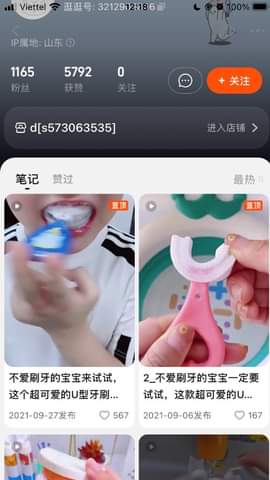 Viettel
12:18
逛逛号: 321291816 6
IP属地: 山东
1165 5792 0
粉丝 获赞 关注
+ 关注
d[s573063535] 进入店铺
笔记 赞过 最热
置顶
置顶
不爱刷牙的宝宝来试试,
这个超可爱的U型牙刷...
2021-09-27发布 567
2_不爱刷牙的宝宝一定要
试试，这款超可爱的U...
2021-09-06发布 165